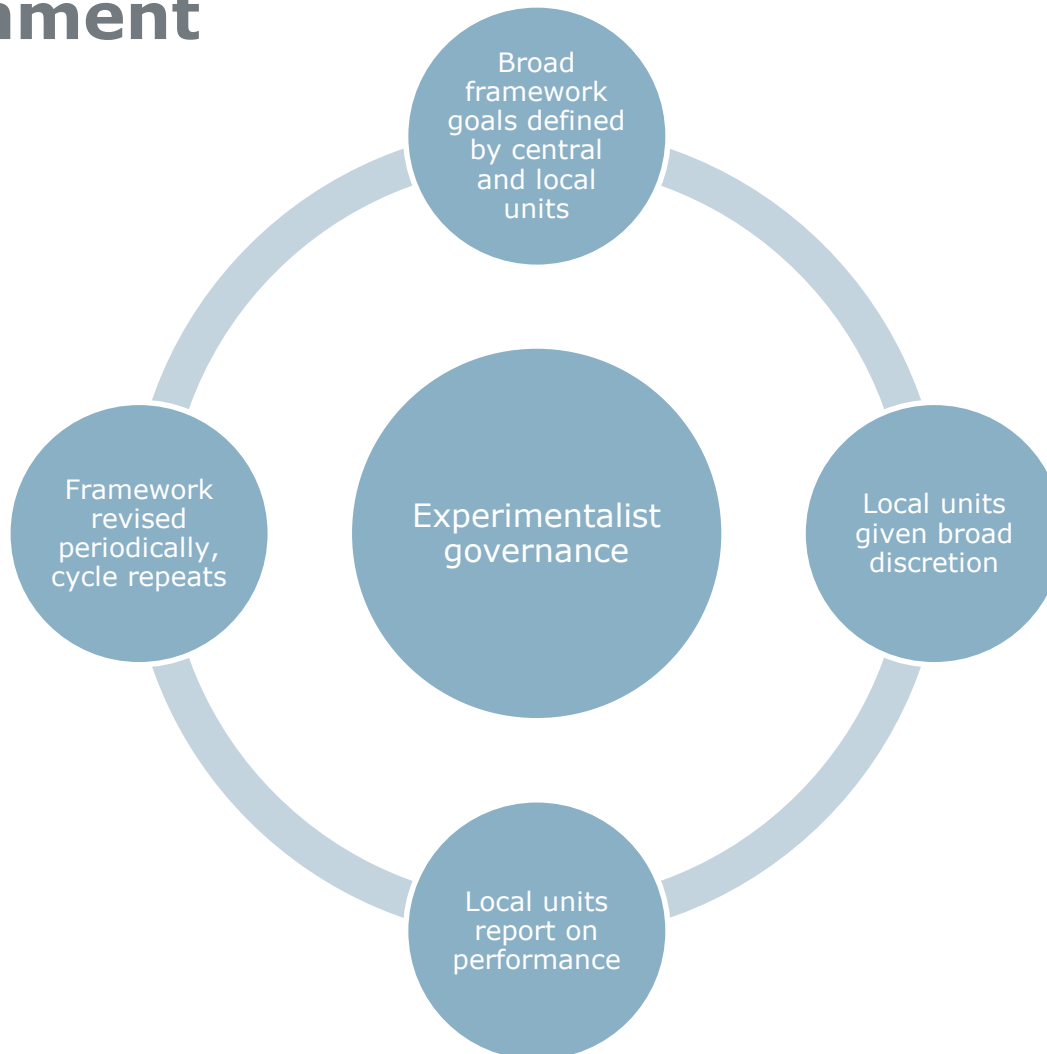 nment
Broad
framework
goals defined
by central
and local
units
Local units
given broad
discretion
Local units
report on
performance
Framework
revised
periodically,
cycle repeats
Experimentalist
governance